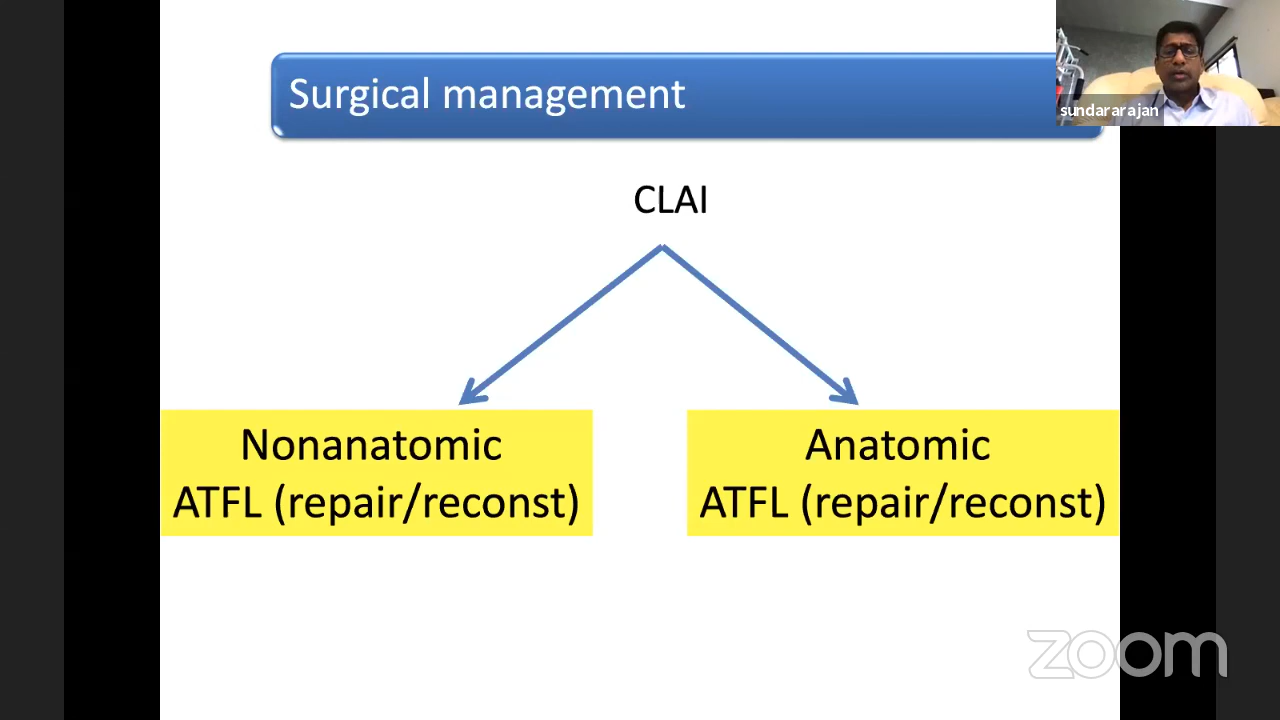 Surgical management
sundararajan
CLAI
Nonanatomic
ATFL (repair/reconst)
Anatomic
ATFL (repair/reconst)
zoom